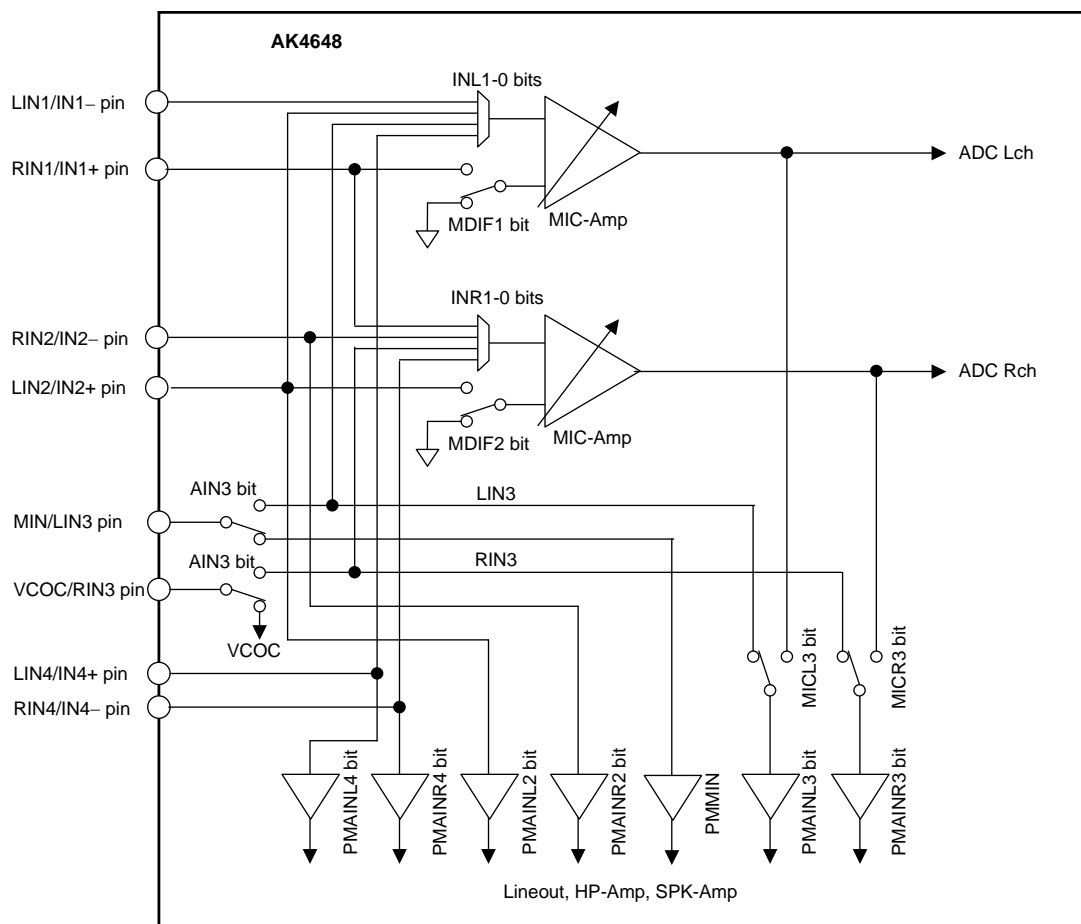 AK4648
INL1-0 bits
LIN1/IN1− pin
ADC Lch
RIN1/IN1+ pin
MDIF1 bit
MIC-Amp
INR1-0 bits
RIN2/IN2− pin
ADC Rch
LIN2/IN2+ pin
MDIF2 bit
MIC-Amp
AIN3 bit
LIN3
MIN/LIN3 pin
AIN3 bit
RIN3
VCOC/RIN3 pin
VCOC
LIN4/IN4+ pin
RIN4/IN4− pin
MICL3 bit
MICR3 bit
PMAINL4 bit
PMAINR4 bit
PMAINL2 bit
PMAINR2 bit
PMMIN
PMAINL3 bit
PMAINR3 bit
Lineout, HP-Amp, SPK-Amp